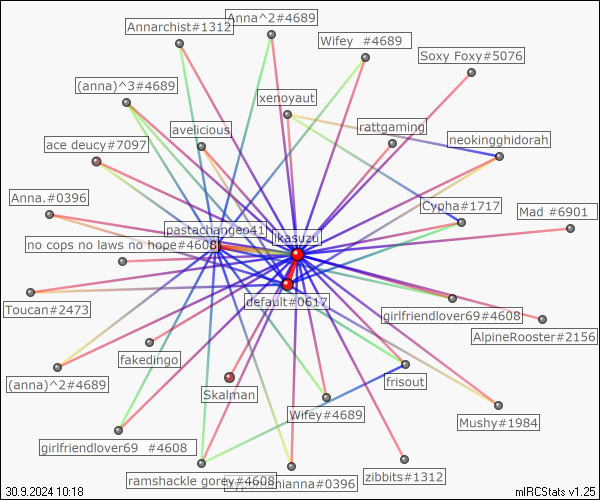 Annarchist#1312
Anna^2#4689
Wifey  #4689
Soxy Foxy#5076
(anna)^3#4689
xenoyaut
avelicious
rattgaming
ace deucy#7097
neokingghidorah
Anna.#0396
Cypha#1717
Mad #6901
pastachangeo41
ikasuzu
no cops no laws no hope#4608
default#0617
Toucan#2473
girlfriendlover69#4608
AlpineRooster#2156
fakedingo
(anna)^2#4689
Skalman
frisout
Wifey#4689
Mushy#1984
girlfriendlover69  #4608
ramshackle gorey#4608
anna#0396
zibbits#1312
30.9.2024 10:18
mIRCStats v1.25